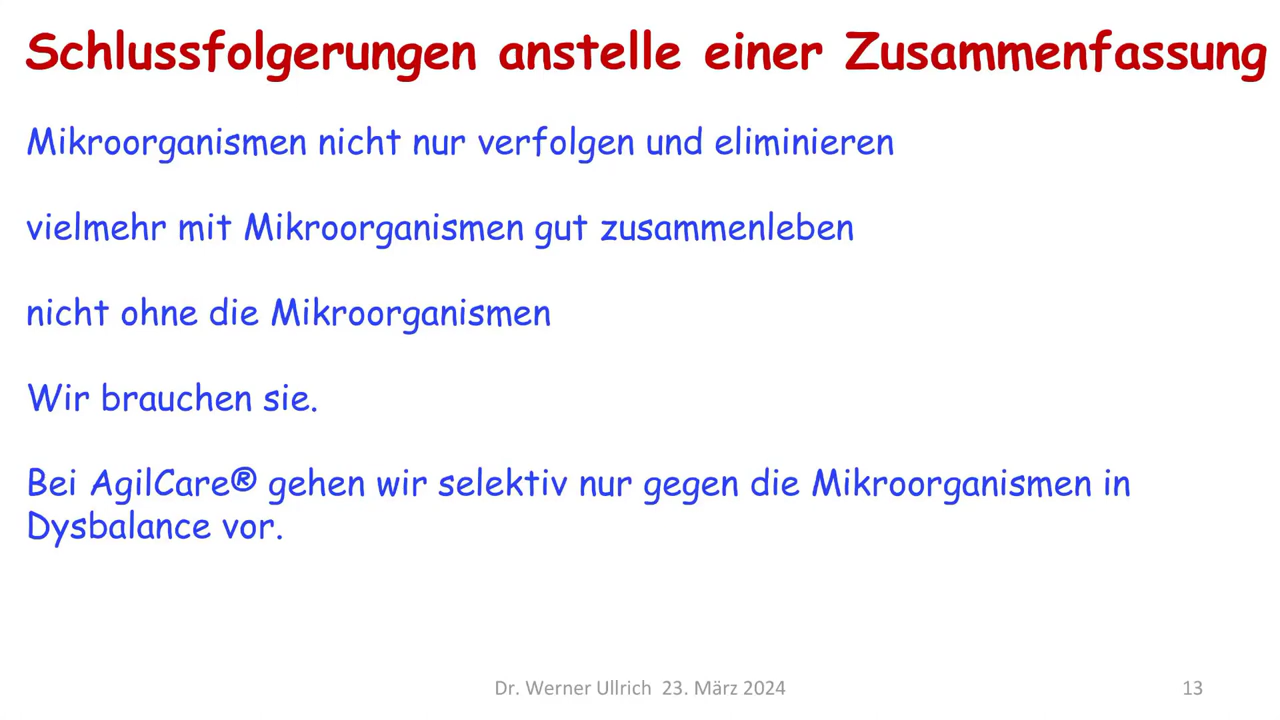 Schlussfolgerungen anstelle einer Zusammenfassung
Mikroorganismen nicht nur verfolgen und eliminieren
vielmehr mit Mikroorganismen gut zusammenleben
nicht ohne die Mikroorganismen
Wir brauchen sie.
Bei AgilCare® gehen wir selektiv nur gegen die Mikroorganismen in
Dysbalance vor.
Dr. Werner Ullrich 23. März 2024
13